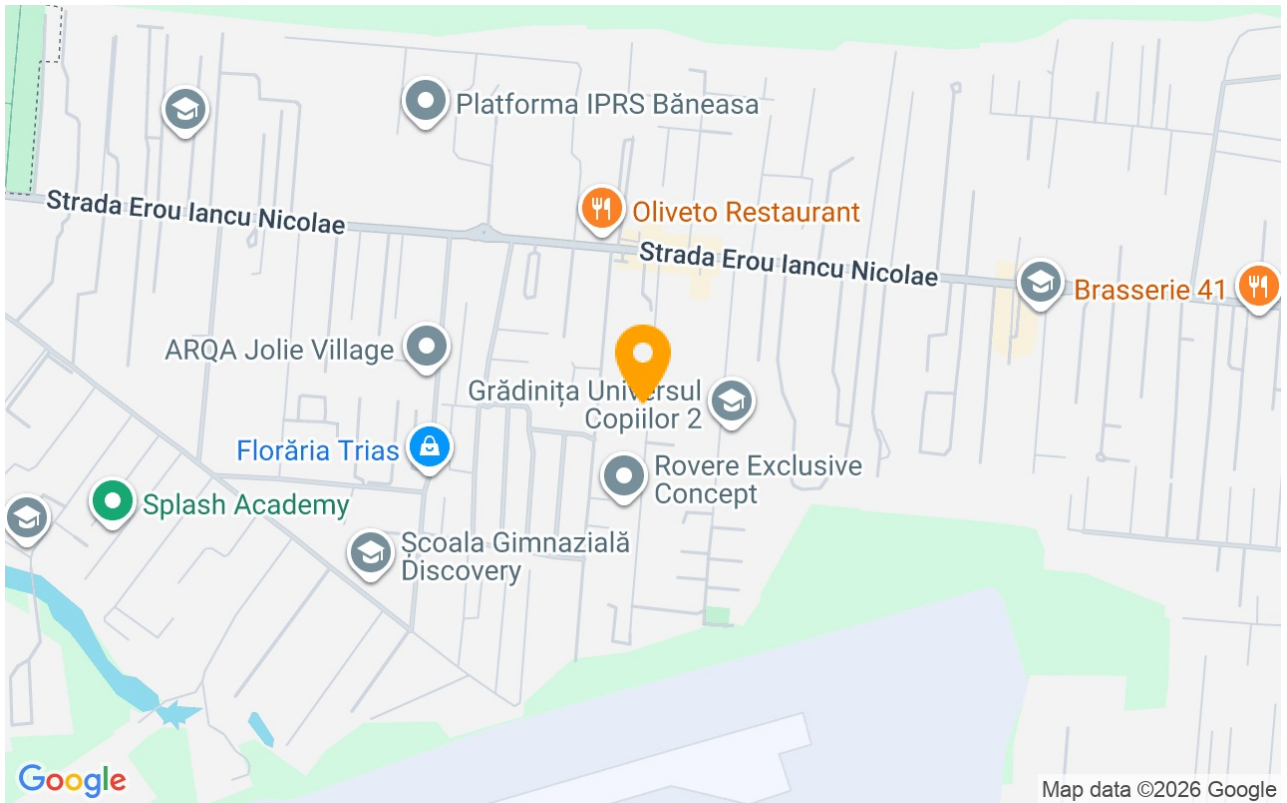 Platforma IPRS Băneasa
Strada Erou Iancu Nicolae
Oliveto Restaurant
Strada Erou Iancu Nicolae
Brasserie 41
ARQA Jolie Village
Grădinița Universul
Copiilor 2
Florăria Trias
Rovere Exclusive
Concept
Splash Academy
Școala Gimnazială
Discovery
Google
Map data ©2026 Google